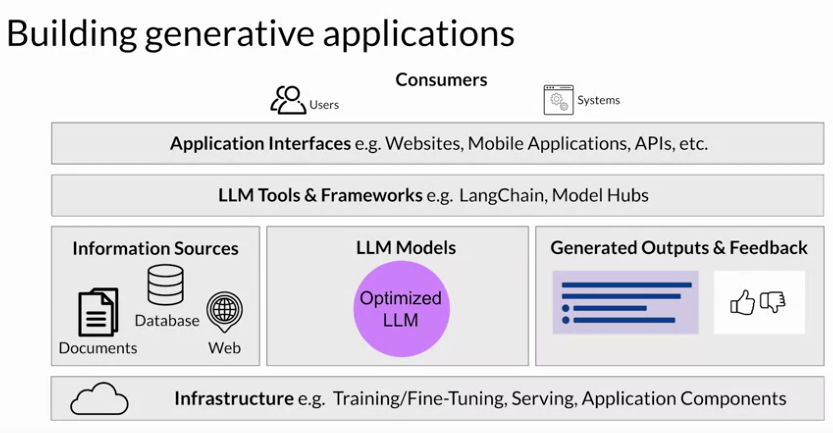 Building generative applications
Consumers
Users
Systems
Application Interfaces e.g. Websites, Mobile Applications, APIs, etc.
LLM Tools & Frameworks e.g. LangChain, Model Hubs
Information Sources
Documents
Database
Web
LLM Models
Optimized
LLM
Generated Outputs & Feedback
Infrastructure e.g. Training/Fine-Tuning, Serving, Application Components